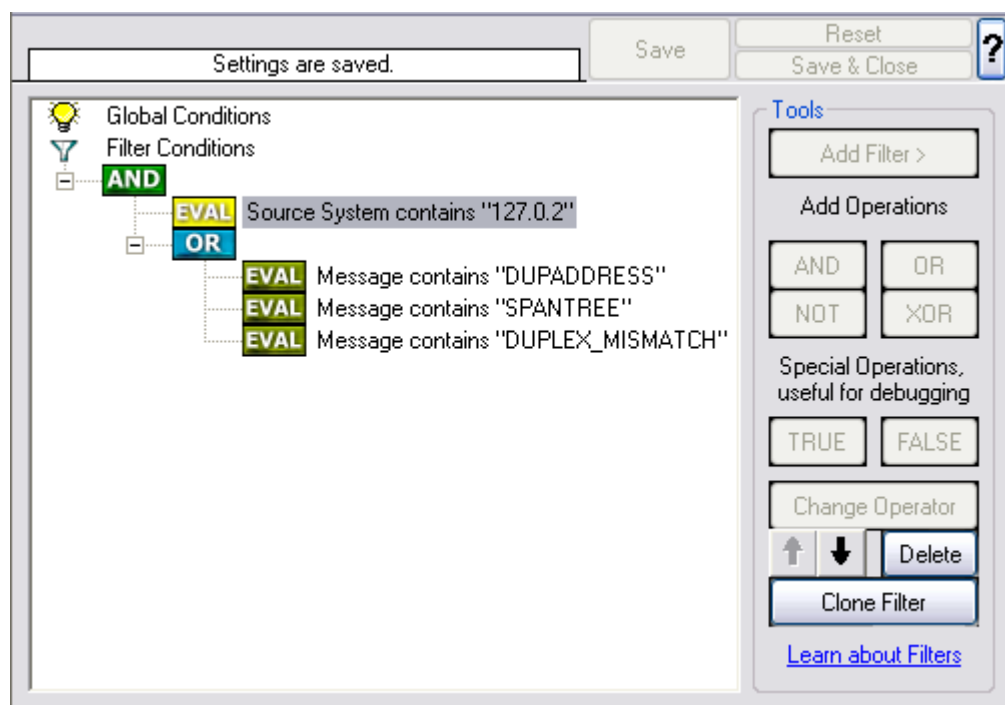 Settings are saved.
Save
Reset
Save & Close
?
Global Conditions
Filter Conditions
AND
EVAL Source System contains "127.0.2"
OR
EVAL Message contains "DUPADDRESS"
EVAL Message contains "SPANTREE"
EVAL Message contains "DUPLEX_MISMATCH"
Tools
Add Filter >
Add Operations
AND OR
NOT XOR
Special Operations,
useful for debugging
TRUE FALSE
Change Operator
Delete
Clone Filter
Learn about Filters